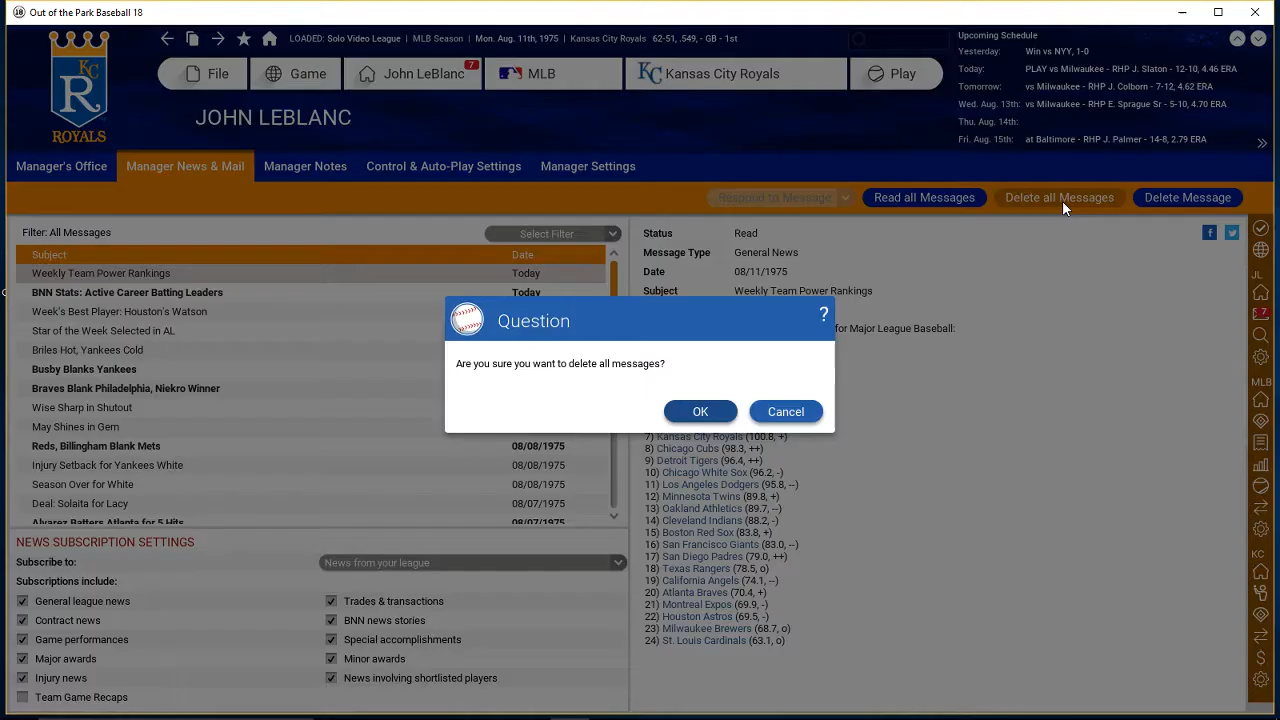 Out of the Park Baseball 18
LOADED: Solo Video League | MLB Season | Mon. Aug. 11th, 1975 | Kansas City Royals 62-51, .549, - GB - 1st
File Game John LeBlanc 7 MLB KC Kansas City Royals Play
KC R ROYALS
JOHN LEBLANC
Upcoming Schedule
Yesterday: Win vs NYY, 1-0
Today: PLAY vs Milwaukee - RHP J. Slaton - 12-10, 4.46 ERA
Tomorrow: vs Milwaukee - RHP J. Colborn - 7-12, 4.62 ERA
Wed. Aug. 13th: vs Milwaukee - RHP E. Sprague Sr - 5-10, 4.70 ERA
Thu. Aug. 14th:
Fri. Aug. 15th: at Baltimore - RHP J. Palmer - 14-8, 2.79 ERA
Manager's Office Manager News & Mail Manager Notes Control & Auto-Play Settings Manager Settings
Respond to Message Read all Messages Delete all Messages Delete Message
Filter: All Messages Select Filter
Subject Date
Weekly Team Power Rankings Today
BNN Stats: Active Career Batting Leaders Today
Week's Best Player: Houston's Watson
Star of the Week Selected in AL
Briles Hot, Yankees Cold
Busby Blanks Yankees
Braves Blank Philadelphia, Niekro Winner
Wise Sharp in Shutout
May Shines in Gem
Reds, Billingham Blank Mets 08/08/1975
Injury Setback for Yankees White 08/08/1975
Season Over for White 08/08/1975
Deal: Solaita for Lacy 08/07/1975
Alvarez Batters Atlanta for 5 Hits 08/07/1975
NEWS SUBSCRIPTION SETTINGS
Subscribe to: News from your league
Subscriptions include:
General league news Trades & transactions
Contract news BNN news stories
Game performances Special accomplishments
Major awards Minor awards
Injury news News involving shortlisted players
Team Game Recaps
Status Read
Message Type General News
Date 08/11/1975
Subject Weekly Team Power Rankings
for Major League Baseball:
Question ?
Are you sure you want to delete all messages?
OK Cancel
7) Kansas City Royals (100.8, +)
8) Chicago Cubs (98.3, ++)
9) Detroit Tigers (96.4, ++)
10) Chicago White Sox (96.2, -)
11) Los Angeles Dodgers (95.8, --)
12) Minnesota Twins (89.8, +)
13) Oakland Athletics (89.7, --)
14) Cleveland Indians (88.2, -)
15) Boston Red Sox (83.8, +)
16) San Francisco Giants (83.0, --)
17) San Diego Padres (79.0, ++)
18) Texas Rangers (78.5, o)
19) California Angels (74.1, --)
20) Atlanta Braves (70.4, +)
21) Montreal Expos (69.9, -)
22) Houston Astros (69.5, -)
23) Milwaukee Brewers (68.7, o)
24) St. Louis Cardinals (63.1, o)
JL
7
MLB
KC